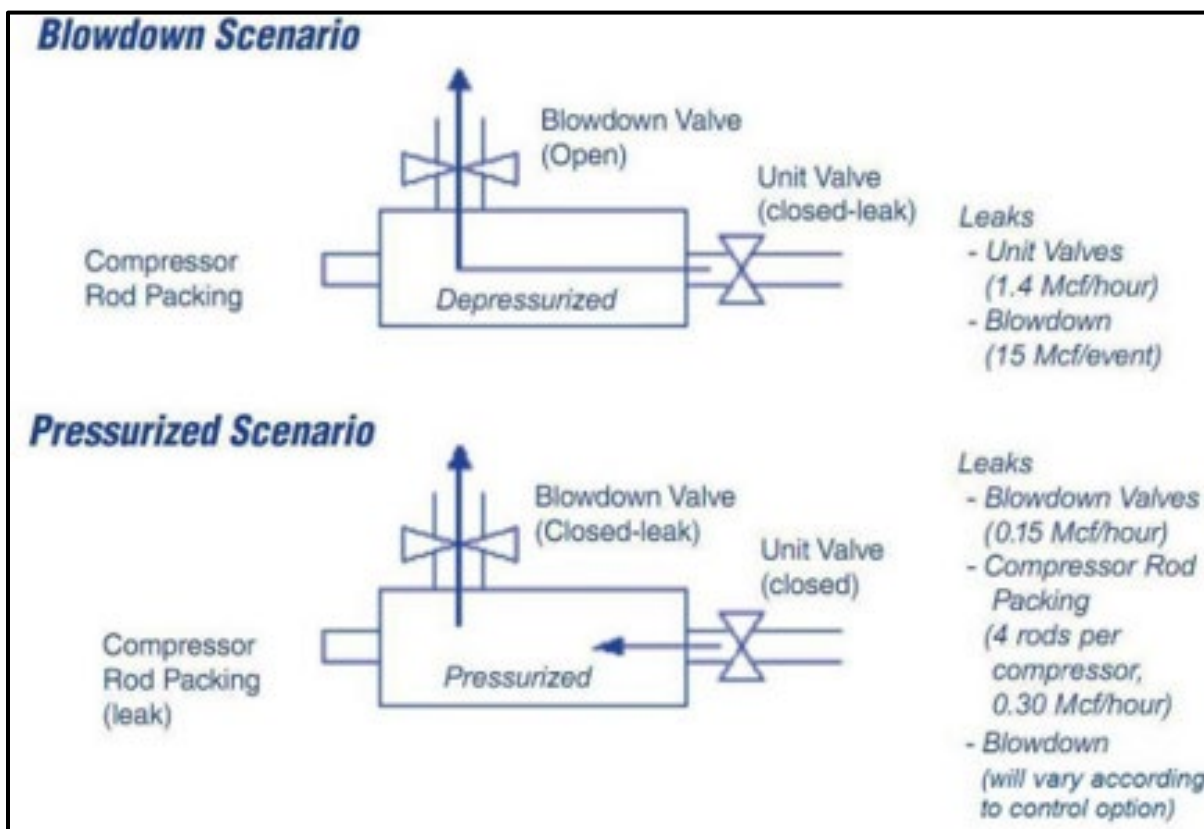 Blowdown Scenario
Blowdown Valve
(Open)
Unit Valve
(closed-leak)
Compressor
Rod Packing
Depressurized
Leaks
- Unit Valves
(1.4 Mcf/hour)
- Blowdown
(15 Mcf/event)
Pressurized Scenario
Blowdown Valve
(Closed-leak)
Unit Valve
(closed)
Compressor
Rod Packing
(leak)
Pressurized
Leaks
- Blowdown Valves
(0.15 Mcf/hour)
- Compressor Rod
Packing
(4 rods per
compressor,
0.30 Mcf/hour)
- Blowdown
(will vary according
to control option)